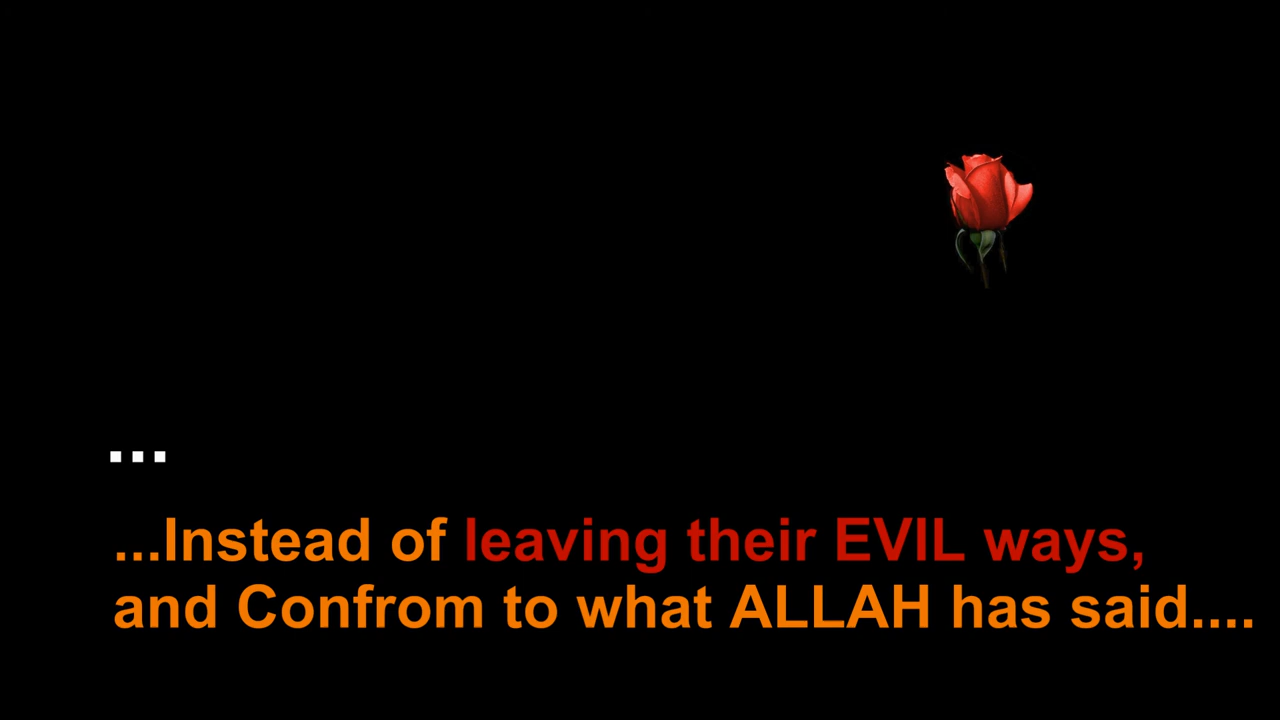 ...
...Instead of leaving their EVIL ways,
and Confrom to what ALLAH has said....